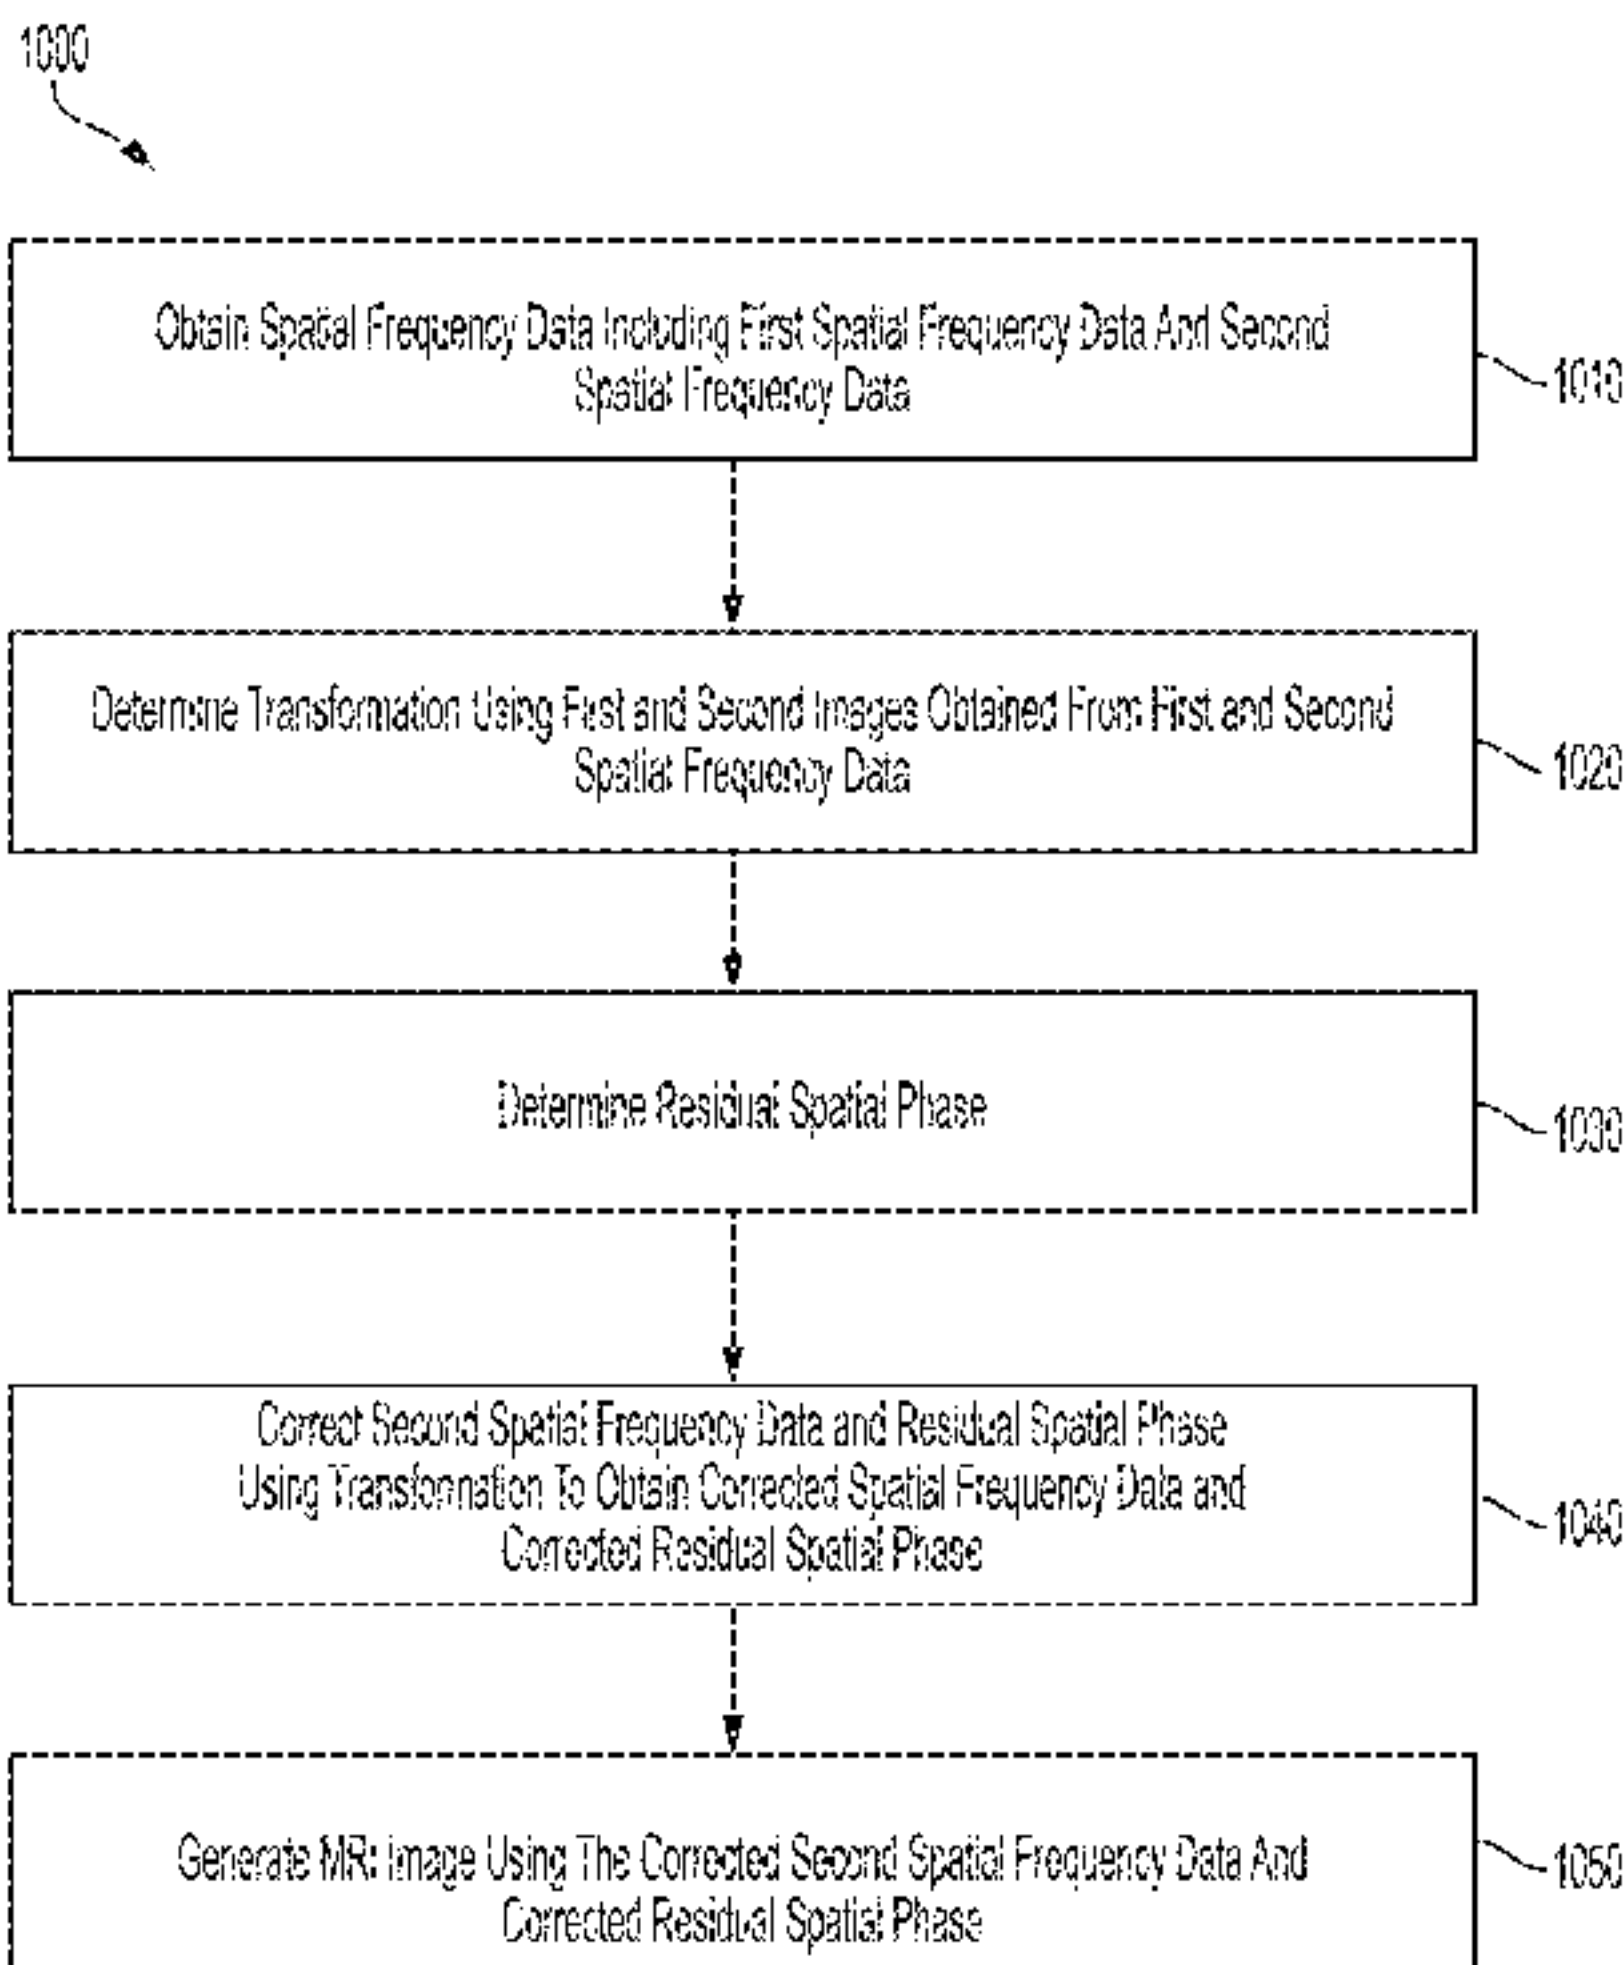 1000
Obtain Spatial Frequency Data Including First Spatial Frequency Data And Second
Spatial Frequency Data
1010
Determine Transformation Using First and Second Images Obtained From First and Second
Spatial Frequency Data
1020
Determine Residual Spatial Phase
1030
Correct Second Spatial Frequency Data and Residual Spatial Phase
Using Transformation To Obtain Corrected Spatial Frequency Data and
Corrected Residual Spatial Phase
1040
Generate MRI Image Using The Corrected Second Spatial Frequency Data And
Corrected Residual Spatial Phase
1050